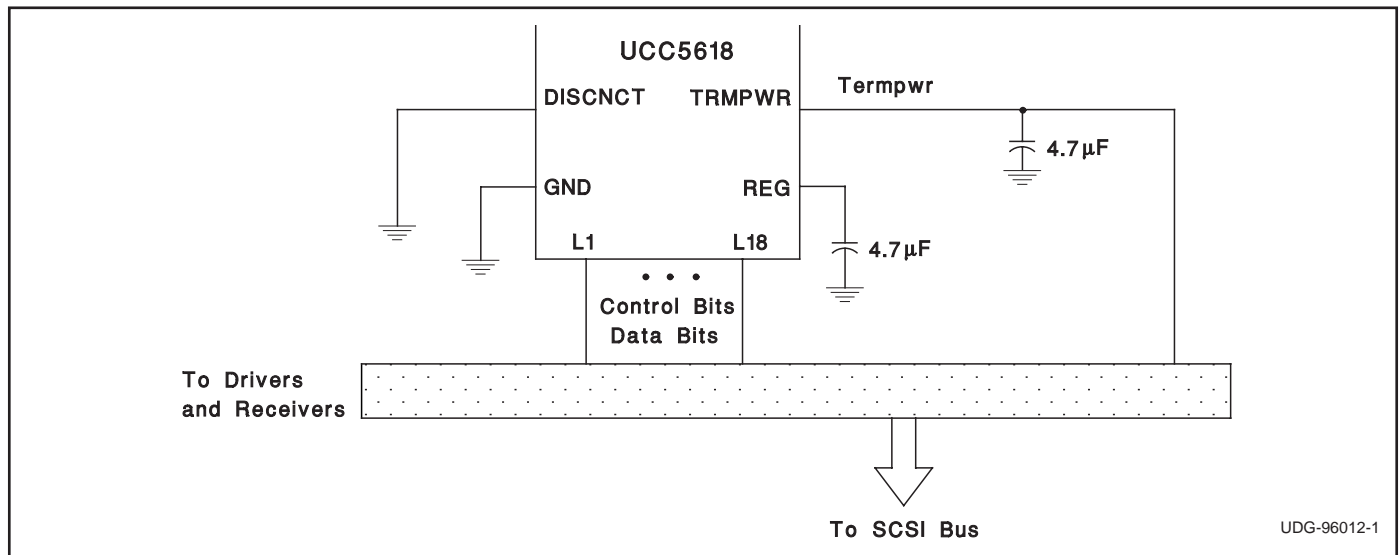 UCC5618
DISCNCT TRMPWR
Termpwr
4.7µF
GND REG
4.7µF
L1 L18
• • •
Control Bits
Data Bits
To Drivers
and Receivers
To SCSI Bus
UDG-96012-1